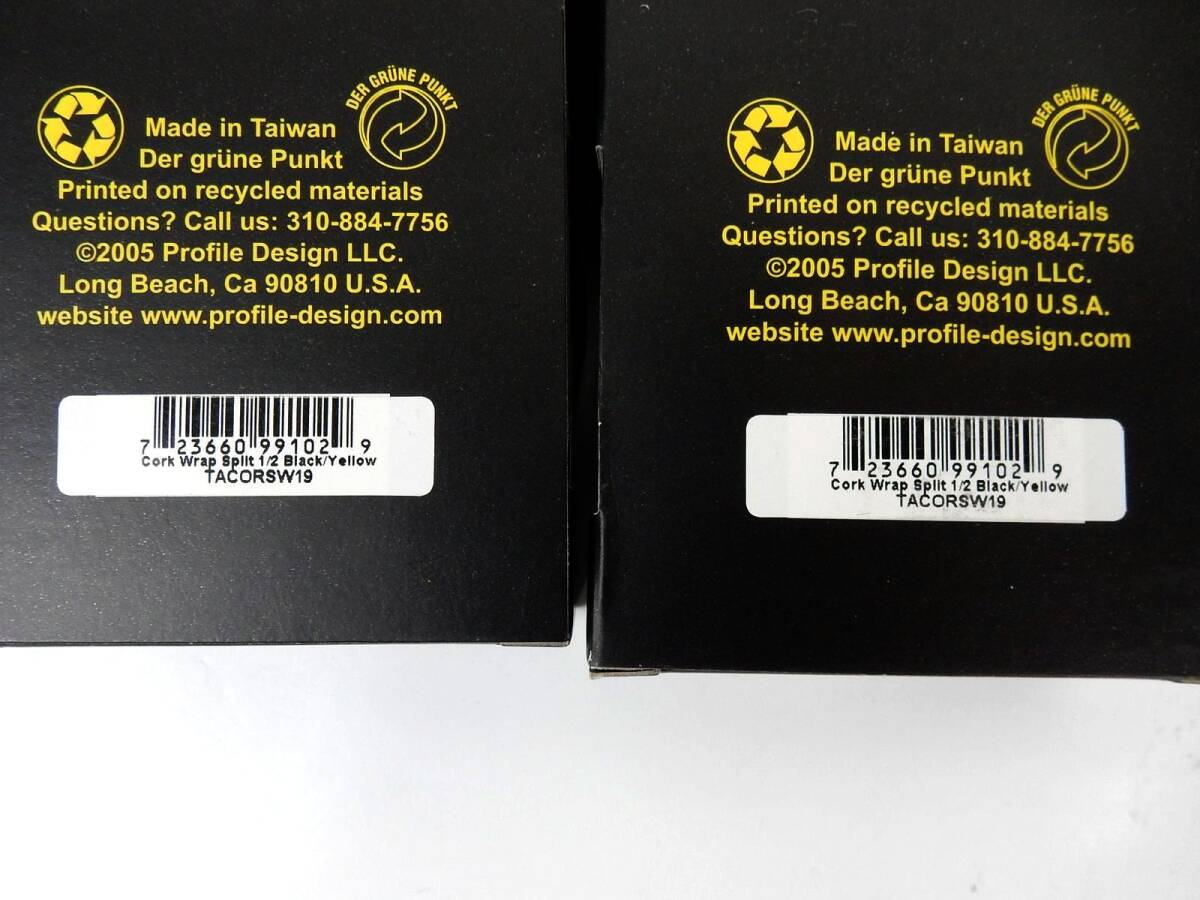 DER GRÜNE PUNKT
Made in Taiwan
Der grüne Punkt
Printed on recycled materials
Questions? Call us: 310-884-7756
©2005 Profile Design LLC.
Long Beach, Ca 90810 U.S.A.
website www.profile-design.com
7 23660 99102 9
Cork Wrap Split 1/2 Black/Yellow
TACORSW19
DER GRÜNE PUNKT
Made in Taiwan
Der grüne Punkt
Printed on recycled materials
Questions? Call us: 310-884-7756
©2005 Profile Design LLC.
Long Beach, Ca 90810 U.S.A.
website www.profile-design.com
7 23660 99102 9
Cork Wrap Split 1/2 Black/Yellow
TACORSW19